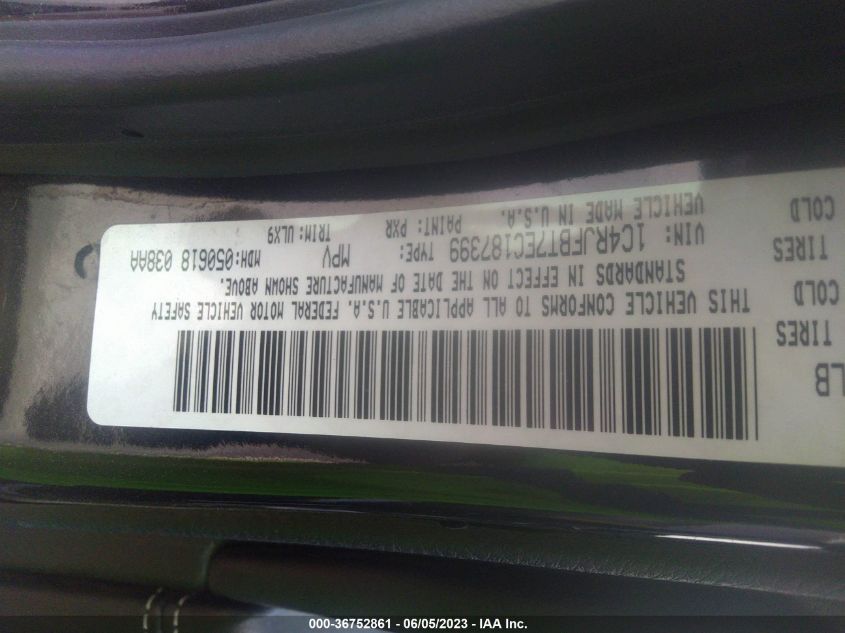 LB
TIRES COLD
TIRES COLD
THIS VEHICLE CONFORMS TO ALL APPLICABLE U.S.A. FEDERAL MOTOR VEHICLE SAFETY
STANDARDS IN EFFECT ON THE DATE OF MANUFACTURE SHOWN ABOVE.
VIN: 1C4RJFBT7EC187399 TYPE: MPV MDH:050618 038AA
VEHICLE MADE IN U.S.A. PAINT: PXR TRIM:ULX9
000-36752861 - 06/05/2023 - IAA Inc.